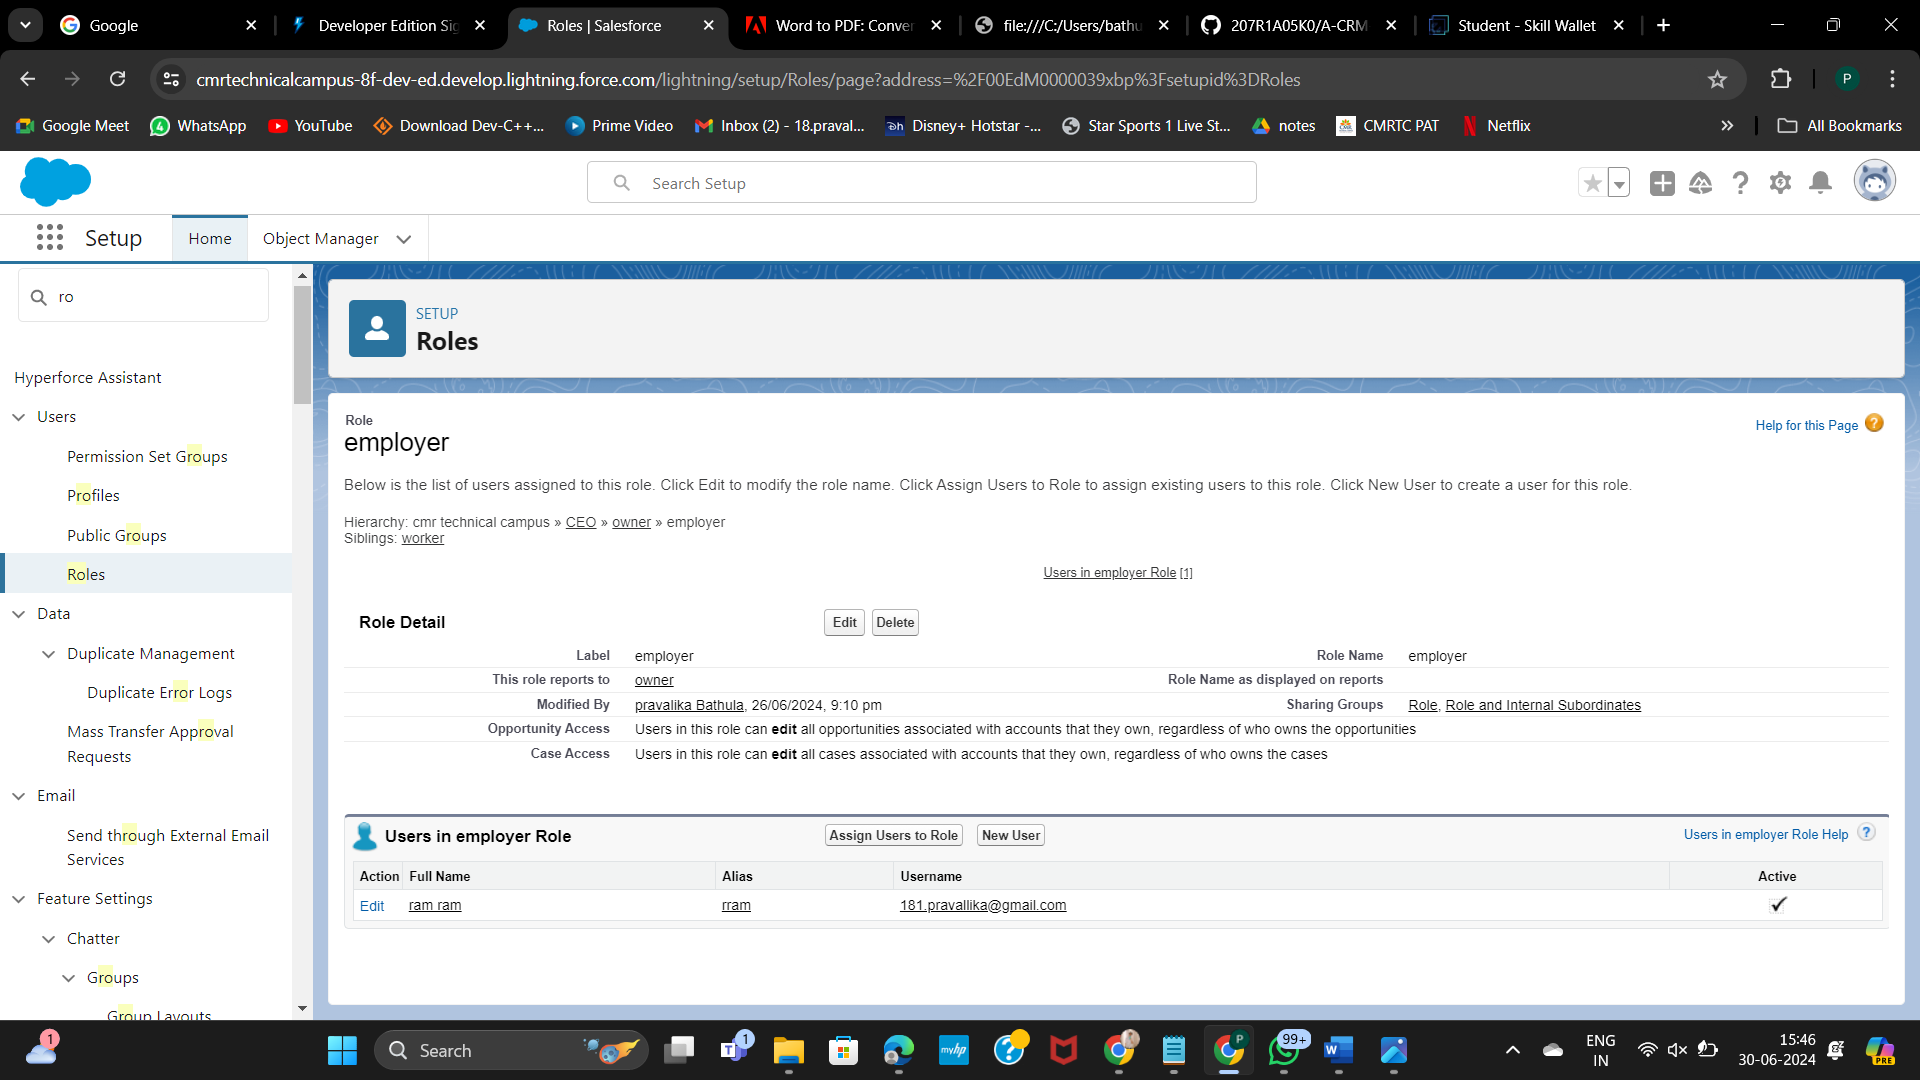 Google
Developer Edition Sig
Roles | Salesforce
Word to PDF: Conver
file:///C:/Users/bathu
207R1A05K0/A-CRM
Student - Skill Wallet
cmrtechnicalcampus-8f-dev-ed.develop.lightning.force.com/lightning/setup/Roles/page?address=%2F00EdM0000039xbp%3Fsetupid%3DRoles
P
Google Meet
WhatsApp
YouTube
Download Dev-C++...
Prime Video
Inbox (2) - 18.praval...
Disney+ Hotstar -...
Star Sports 1 Live St...
notes
CMRTC PAT
Netflix
All Bookmarks
Search Setup
Setup
Home
Object Manager
ro
Hyperforce Assistant
Users
Permission Set Groups
Profiles
Public Groups
Roles
Data
Duplicate Management
Duplicate Error Logs
Mass Transfer Approval
Requests
Email
Send through External Email
Services
Feature Settings
Chatter
Groups
Group Layouts
SETUP
Roles
Role
employer
Help for this Page
Below is the list of users assigned to this role. Click Edit to modify the role name. Click Assign Users to Role to assign existing users to this role. Click New User to create a user for this role.
Hierarchy: cmr technical campus » CEO » owner » employer
Siblings: worker
Users in employer Role [1]
Role Detail
Edit
Delete
Label employer
Role Name employer
This role reports to owner
Role Name as displayed on reports
Modified By pravalika Bathula, 26/06/2024, 9:10 pm
Sharing Groups Role, Role and Internal Subordinates
Opportunity Access Users in this role can edit all opportunities associated with accounts that they own, regardless of who owns the opportunities
Case Access Users in this role can edit all cases associated with accounts that they own, regardless of who owns the cases
Users in employer Role
Assign Users to Role
New User
Users in employer Role Help
Action Full Name Alias Username Active
Edit ram ram rram 181.pravallika@gmail.com
1
Search
1
myhp
P
99+
ENG
IN
15:46
30-06-2024
PRE